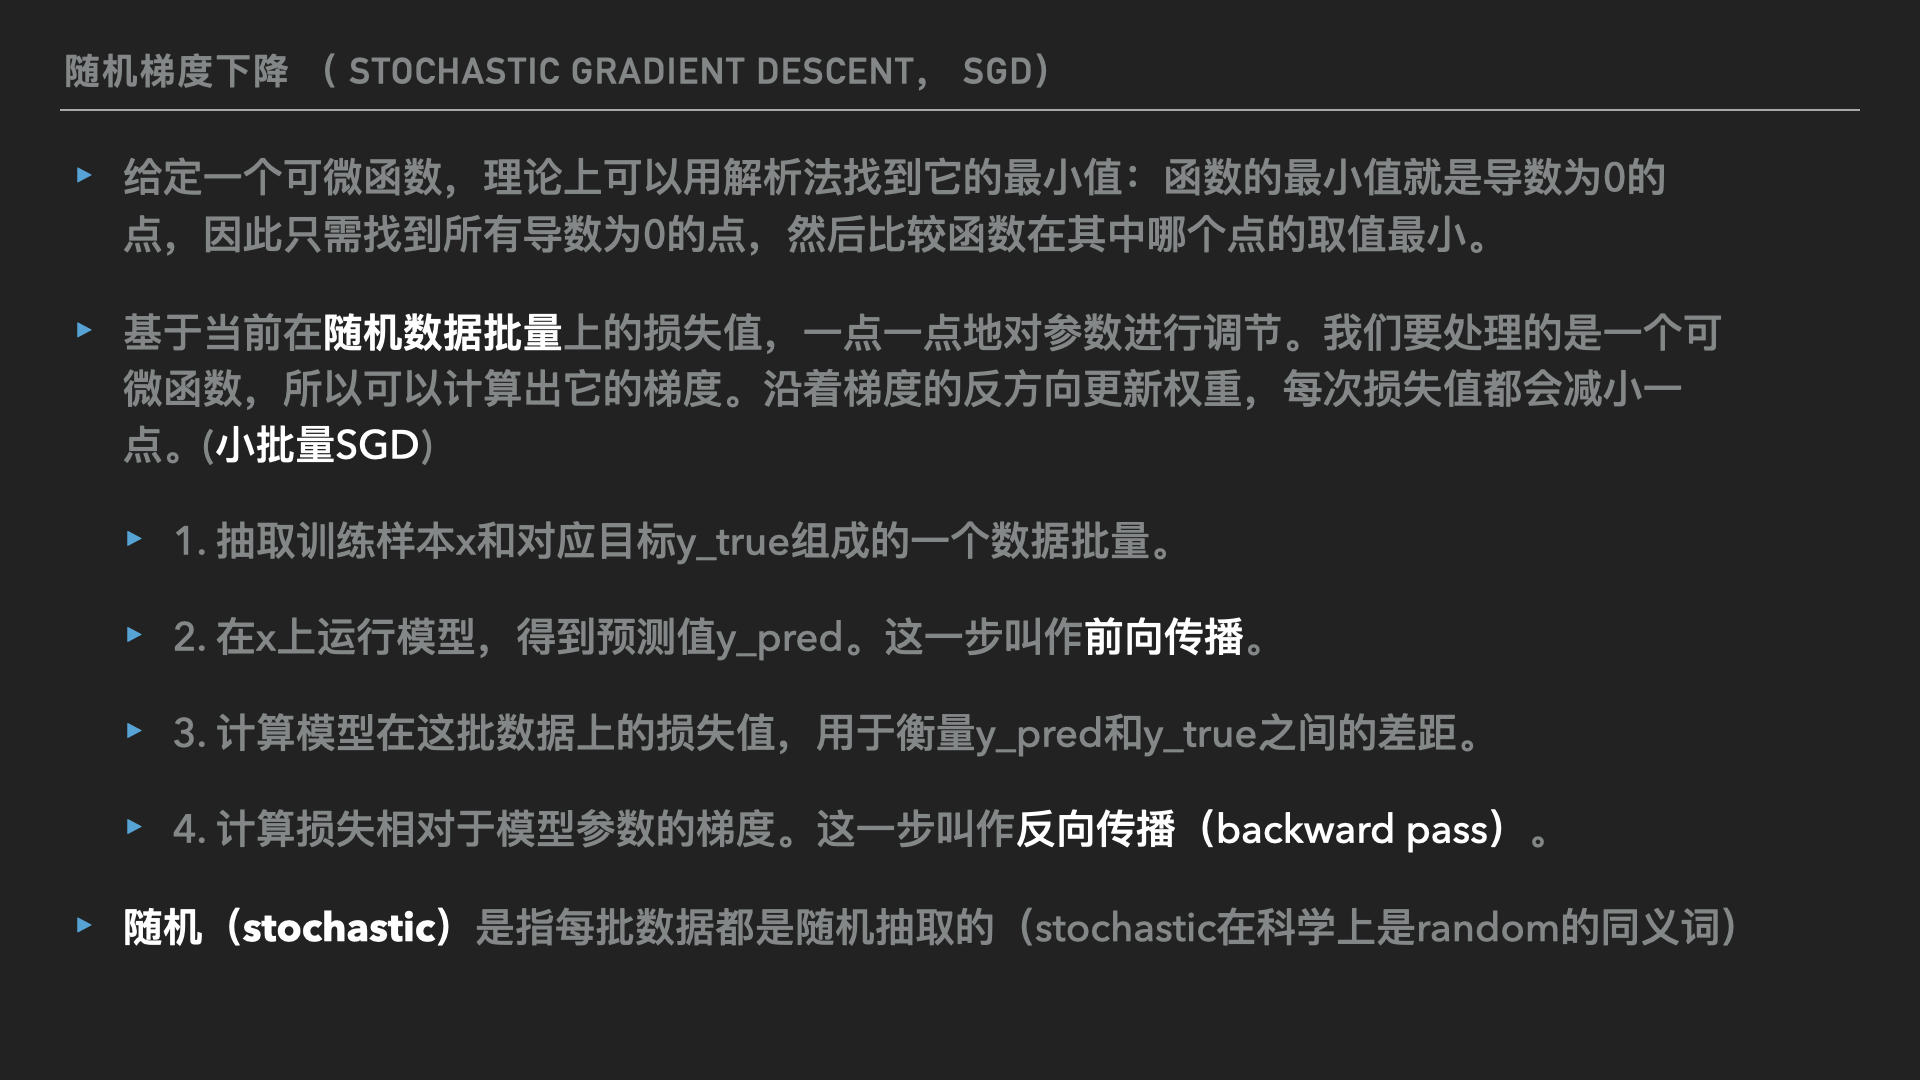 随机梯度下降 （ STOCHASTIC GRADIENT DESCENT， SGD）
▸ 给定一个可微函数，理论上可以用解析法找到它的最小值：函数的最小值就是导数为0的
点，因此只需找到所有导数为0的点，然后比较函数在其中哪个点的取值最小。
▸ 基于当前在随机数据批量上的损失值，一点一点地对参数进行调节。我们要处理的是一个可
微函数，所以可以计算出它的梯度。沿着梯度的反方向更新权重，每次损失值都会减小一
点。(小批量SGD)
▸ 1. 抽取训练样本x和对应目标y_true组成的一个数据批量。
▸ 2. 在x上运行模型，得到预测值y_pred。这一步叫作前向传播。
▸ 3. 计算模型在这批数据上的损失值，用于衡量y_pred和y_true之间的差距。
▸ 4. 计算损失相对于模型参数的梯度。这一步叫作反向传播（backward pass）。
▸ 随机（stochastic）是指每批数据都是随机抽取的（stochastic在科学上是random的同义词）